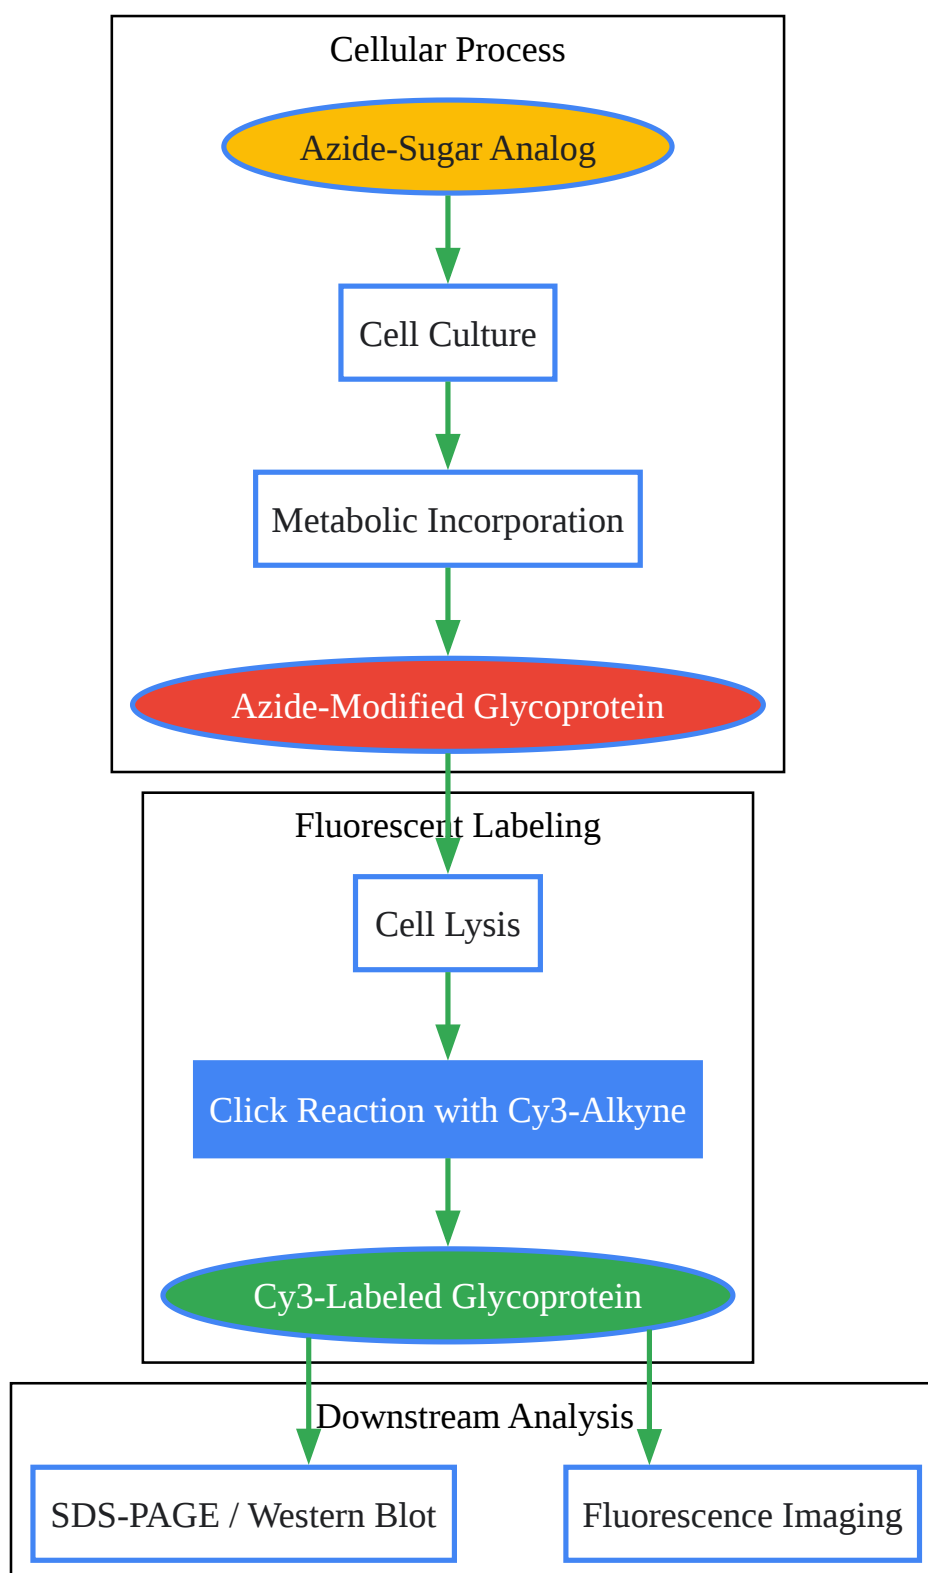 Cellular Process
Azide-Sugar Analog
Cell Culture
Metabolic Incorporation
Azide-Modified Glycoprotein
Fluorescent Labeling
Cell Lysis
Click Reaction with Cy3-Alkyne
Cy3-Labeled Glycoprotein
Downstream Analysis
SDS-PAGE / Western Blot
Fluorescence Imaging